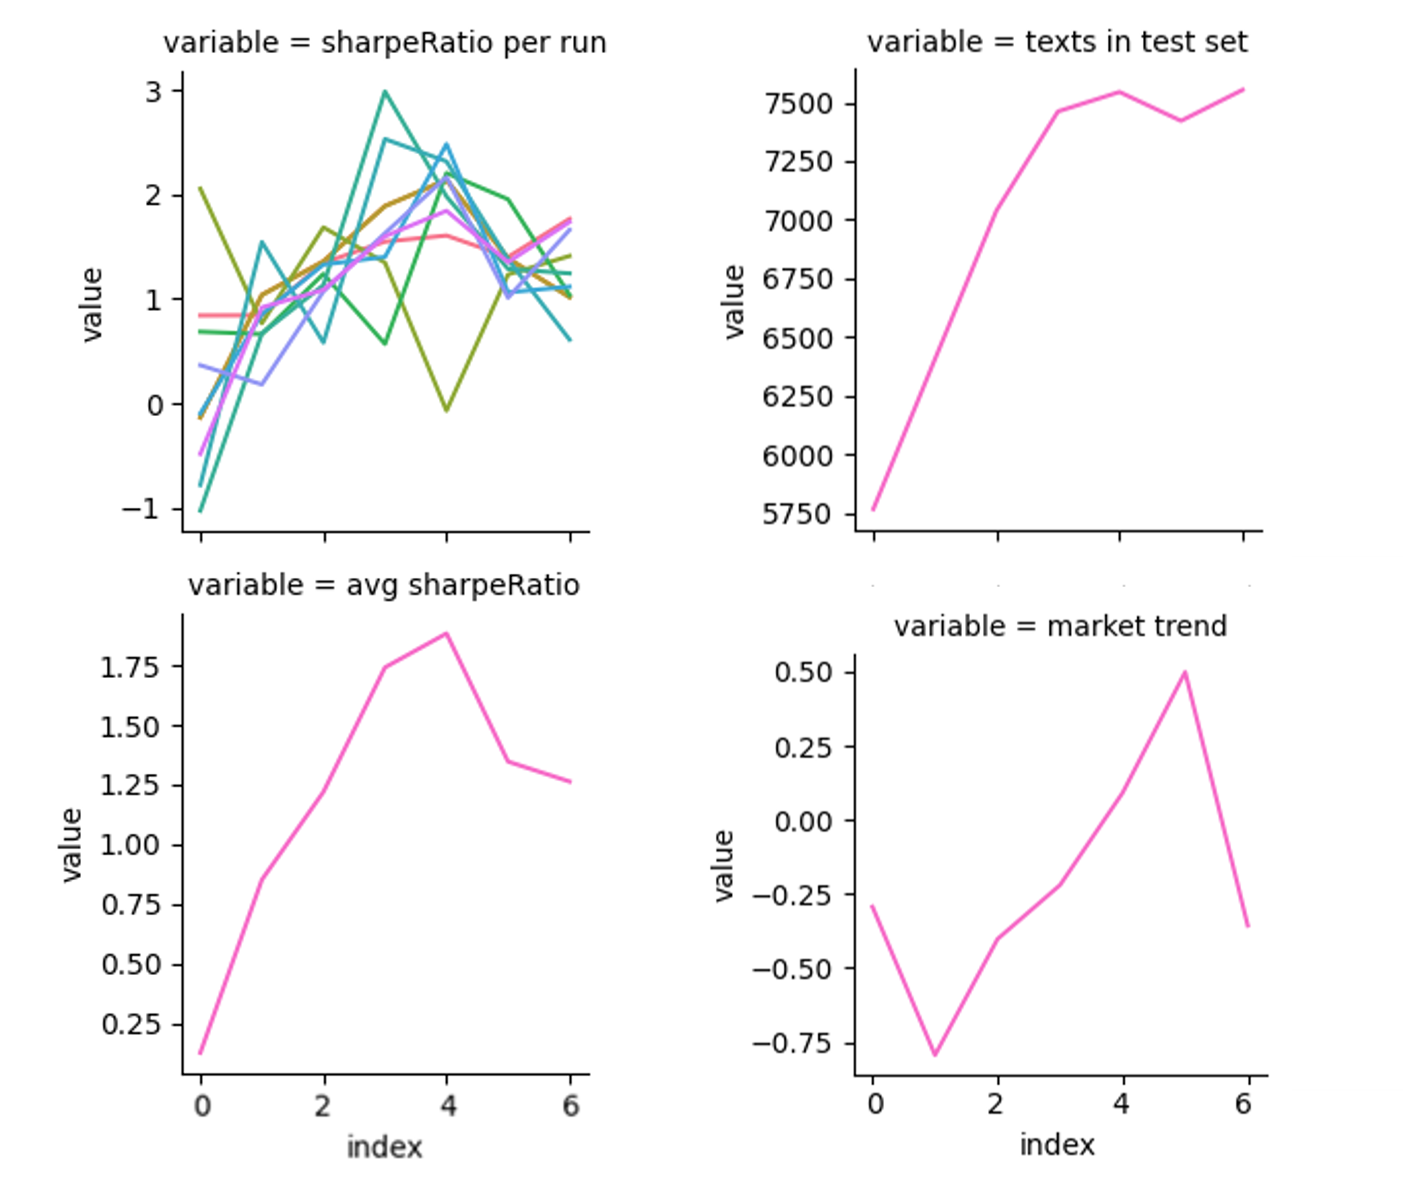 variable = sharpeRatio per run
3
2
1
0
−1
value
variable = texts in test set
7500
7250
7000
6750
6500
6250
6000
5750
value
variable = avg sharpeRatio
1.75
1.50
1.25
1.00
0.75
0.50
0.25
value
0 2 4 6
index
variable = market trend
0.50
0.25
0.00
−0.25
−0.50
−0.75
value
0 2 4 6
index